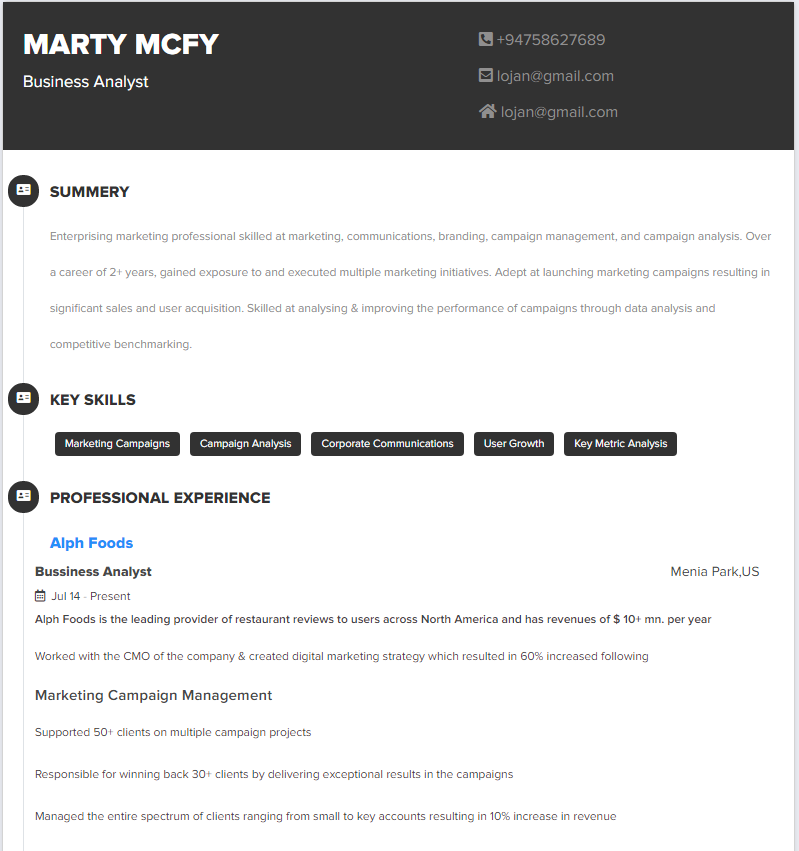 MARTY MCFY
Business Analyst
+94758627689
lojan@gmail.com
lojan@gmail.com
SUMMERY
Enterprising marketing professional skilled at marketing, communications, branding, campaign management, and campaign analysis. Over
a career of 2+ years, gained exposure to and executed multiple marketing initiatives. Adept at launching marketing campaigns resulting in
significant sales and user acquisition. Skilled at analysing & improving the performance of campaigns through data analysis and
competitive benchmarking.
KEY SKILLS
Marketing Campaigns Campaign Analysis Corporate Communications User Growth Key Metric Analysis
PROFESSIONAL EXPERIENCE
Alph Foods
Bussiness Analyst Menia Park,US
Jul 14 - Present
Alph Foods is the leading provider of restaurant reviews to users across North America and has revenues of $ 10+ mn. per year
Worked with the CMO of the company & created digital marketing strategy which resulted in 60% increased following
Marketing Campaign Management
Supported 50+ clients on multiple campaign projects
Responsible for winning back 30+ clients by delivering exceptional results in the campaigns
Managed the entire spectrum of clients ranging from small to key accounts resulting in 10% increase in revenue